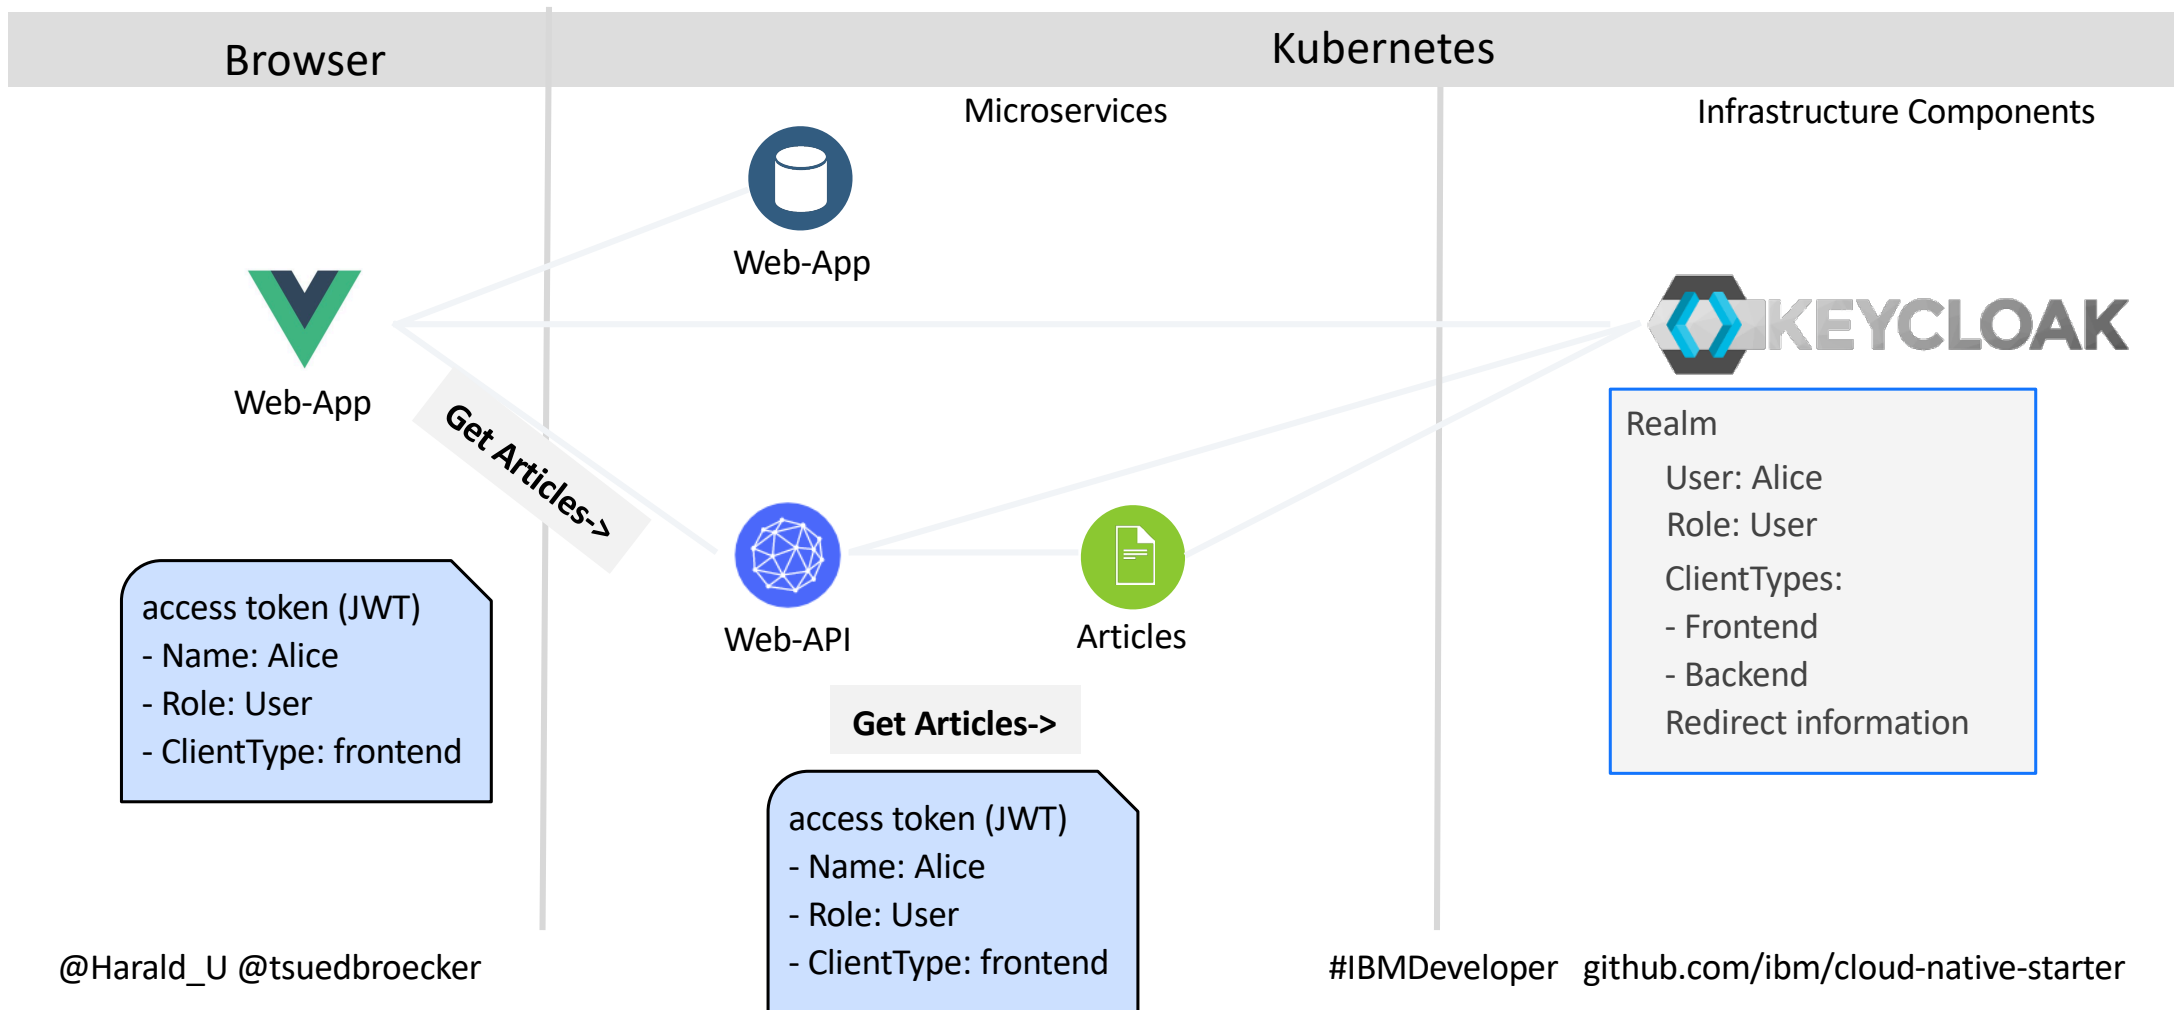 Browser
Kubernetes
Microservices
Infrastructure Components
Web-App
Web-App
KEYCLOAK
Get Articles->
Web-API
Articles
Realm
User: Alice
Role: User
ClientTypes:
- Frontend
- Backend
Redirect information
access token (JWT)
- Name: Alice
- Role: User
- ClientType: frontend
Get Articles->
access token (JWT)
- Name: Alice
- Role: User
- ClientType: frontend
@Harald_U @tsuedbroecker
#IBMDeveloper github.com/ibm/cloud-native-starter